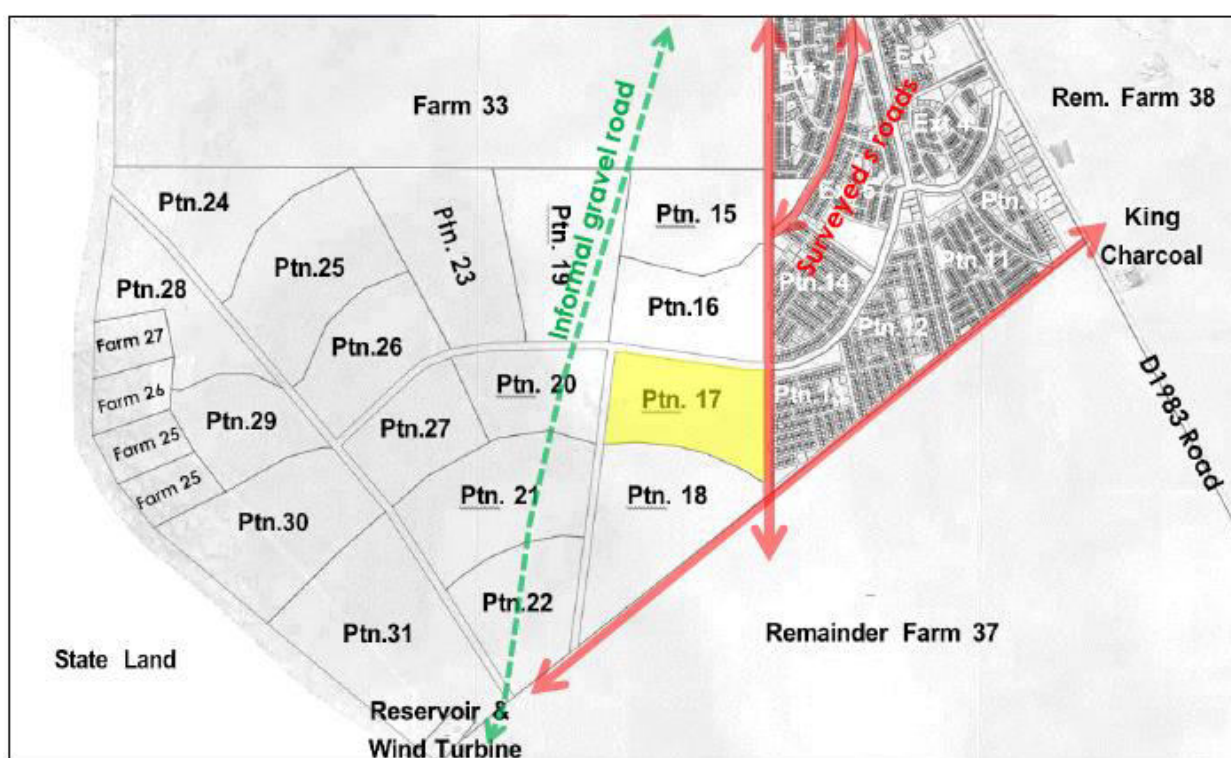 Farm 33
Rem. Farm 38
Informal gravel road
Surveyed s roads
King
Charcoal
D1983 Road
Ptn.24
Ptn.25
Ptn. 23
Ptn. 19
Ptn. 15
Ptn.16
Ptn.14
Ptn.11
Ptn.12
Ptn.28
Farm 27
Farm 26
Farm 25
Farm 25
Ptn.26
Ptn. 20
Ptn. 17
Ptn.29
Ptn.27
Ptn. 21
Ptn. 18
Ptn.30
Ptn.22
Ptn.31
Remainder Farm 37
State Land
Reservoir &
Wind Turbine